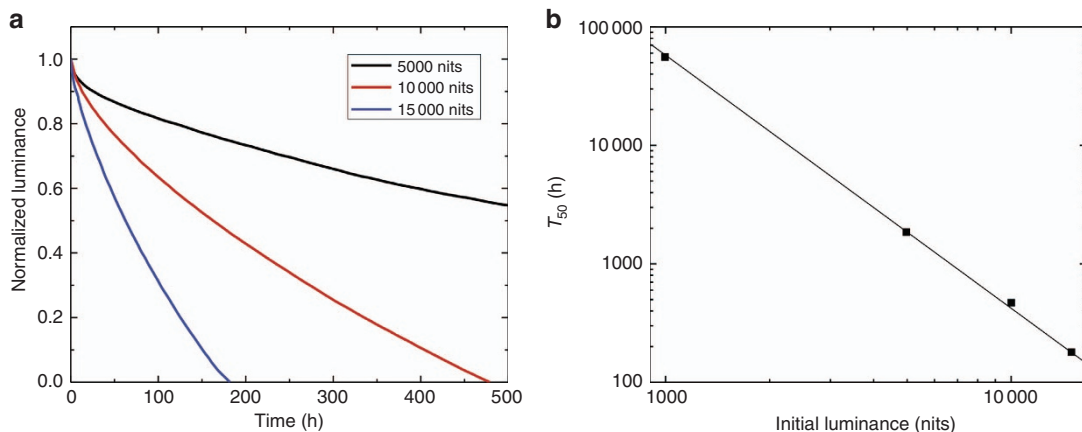 a
1.0
0.8
0.6
0.4
0.2
0.0
Normalized luminance
0
100
200
300
400
500
Time (h)
5000 nits
10 000 nits
15 000 nits
b
100 000
10 000
1000
100
T50 (h)
1000
10 000
Initial luminance (nits)